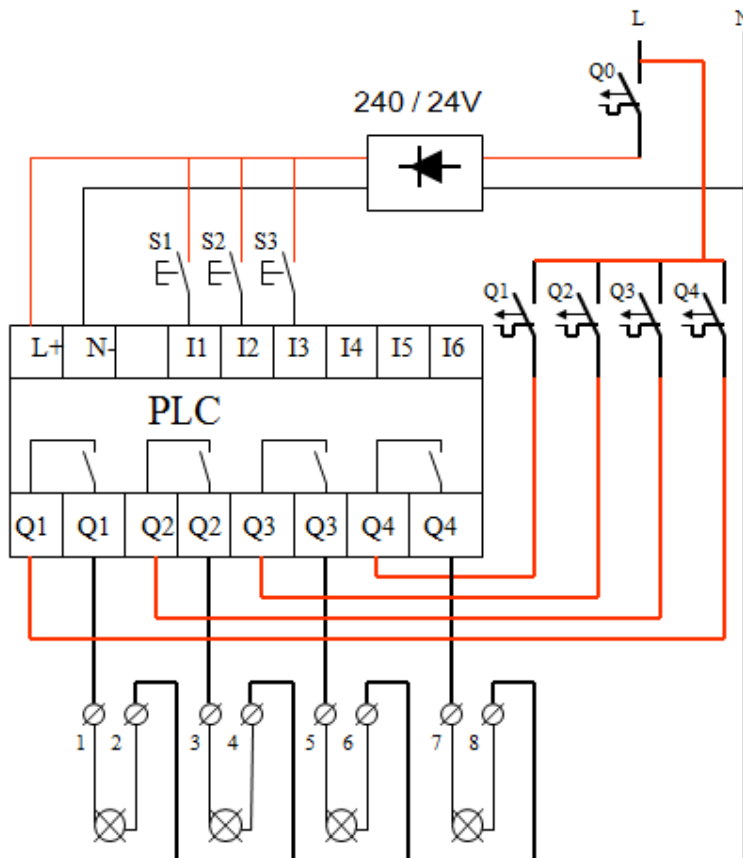 L N
Q0
240 / 24V
S1 S2 S3
Q1 Q2 Q3 Q4
L+ N- I1 I2 I3 I4 I5 I6
PLC
Q1 Q1 Q2 Q2 Q3 Q3 Q4 Q4
1 2 3 4 5 6 7 8